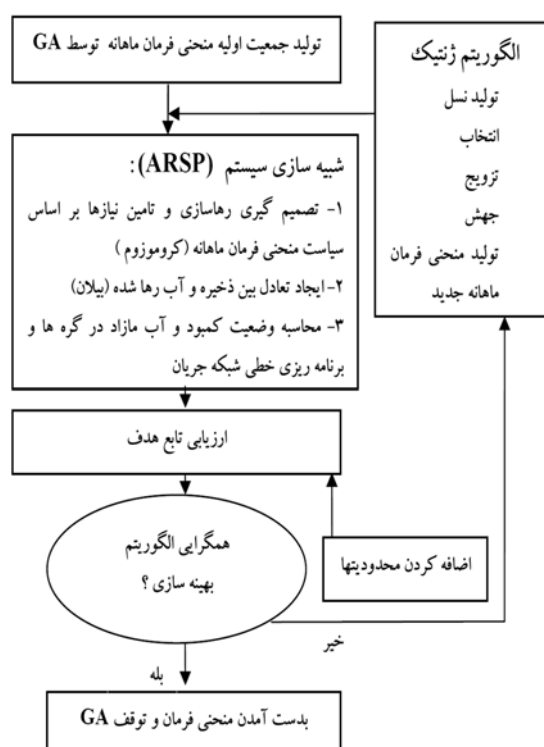 تولید جمعیت اولیه منحنی فرمان ماهانه توسط GA
الگوریتم ژنتیک
تولید نسل
انتخاب
تزویج
جهش
تولید منحنی فرمان
ماهانه جدید
شبیه سازی سیستم (ARSP):
۱- تصمیم گیری رهاسازی و تامین نیازها بر اساس
سیاست منحنی فرمان ماهانه (کروموزوم)
۲- ایجاد تعادل بین ذخیره و آب رها شده (بیلان)
۳- محاسبه وضعیت کمبود و آب مازاد در گره ها و
برنامه ریزی خطی شبکه جریان
ارزیابی تابع هدف
همگرایی الگوریتم
بهینه سازی ؟
اضافه کردن محدودیتها
خیر
بله
بدست آمدن منحنی فرمان و توقف GA